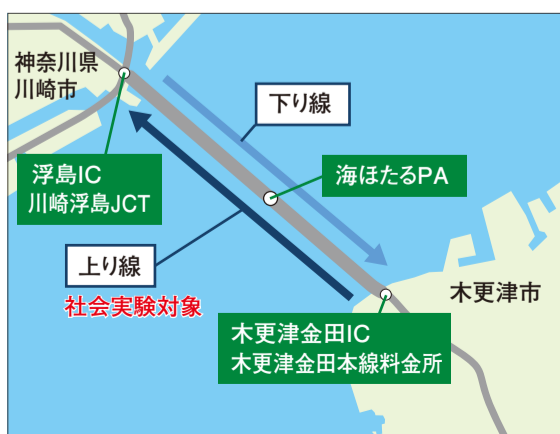 神奈川県
川崎市
下り線
浮島IC
川崎浮島JCT
海ほたるPA
上り線
社会実験対象
木更津市
木更津金田IC
木更津金田本線料金所